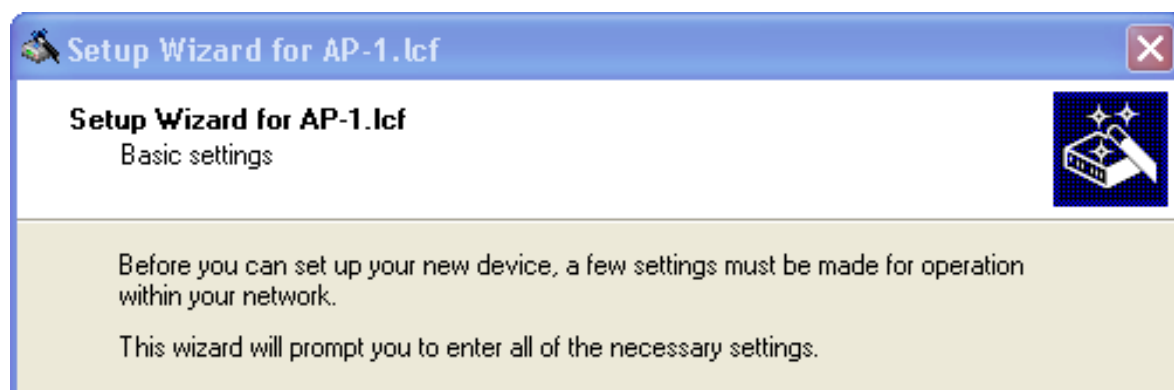 Setup Wizard for AP-1.lcf
Setup Wizard for AP-1.lcf
Basic settings
Before you can set up your new device, a few settings must be made for operation
within your network.
This wizard will prompt you to enter all of the necessary settings.